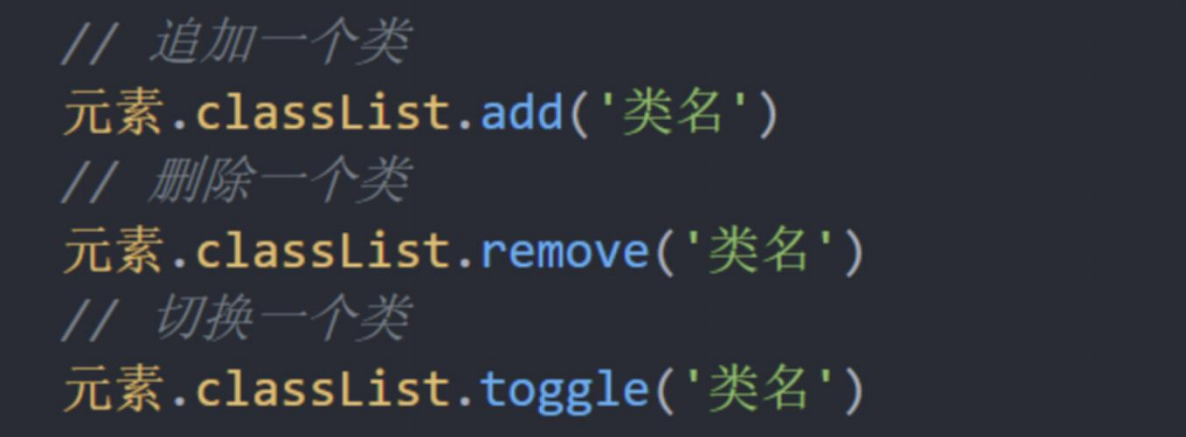 // 追加一个类
元素.classList.add('类名')
// 删除一个类
元素.classList.remove('类名')
// 切换一个类
元素.classList.toggle('类名')